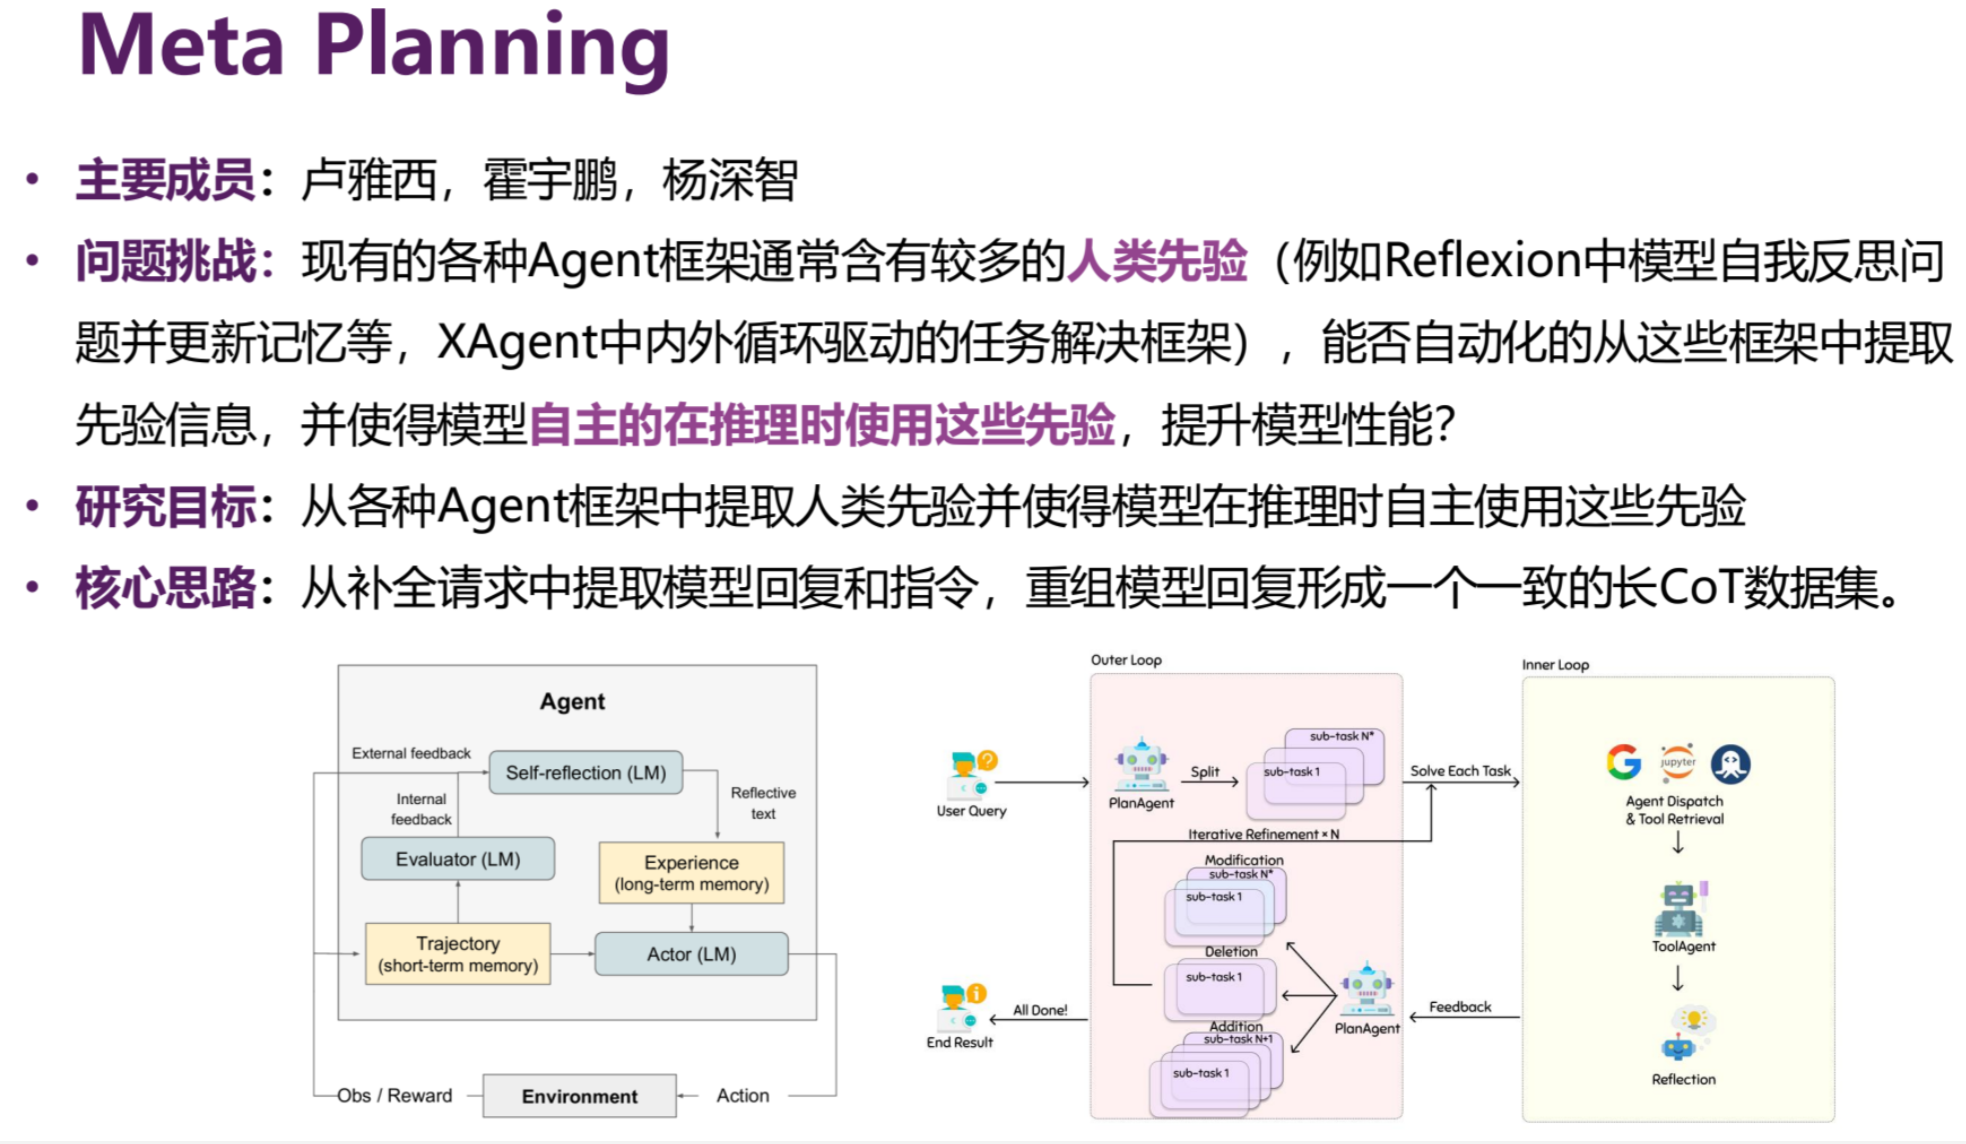 Meta Planning
• 主要成员：卢雅西，霍宇鹏，杨深智
• 问题挑战：现有的各种Agent框架通常含有较多的人类先验（例如Reflexion中模型自我反思问
题并更新记忆等，XAgent中内外循环驱动的任务解决框架），能否自动化的从这些框架中提取
先验信息，并使得模型自主的在推理时使用这些先验，提升模型性能?
• 研究目标：从各种Agent框架中提取人类先验并使得模型在推理时自主使用这些先验
• 核心思路：从补全请求中提取模型回复和指令，重组模型回复形成一个一致的长CoT数据集。
Agent
External feedback
Self-reflection (LM)
Internal
feedback
Reflective
text
Evaluator (LM)
Experience
(long-term memory)
Trajectory
(short-term memory)
Actor (LM)
Obs / Reward
Environment
Action
Outer Loop
User Query
PlanAgent
Split
sub-task N*
sub-task 1
Solve Each Task
Iterative Refinement × N
Modification
sub-task N*
sub-task 1
Deletion
sub-task 1
Addition
sub-task N+1
sub-task 1
PlanAgent
Feedback
All Done!
End Result
Inner Loop
jupyter
Agent Dispatch
& Tool Retrieval
ToolAgent
Reflection